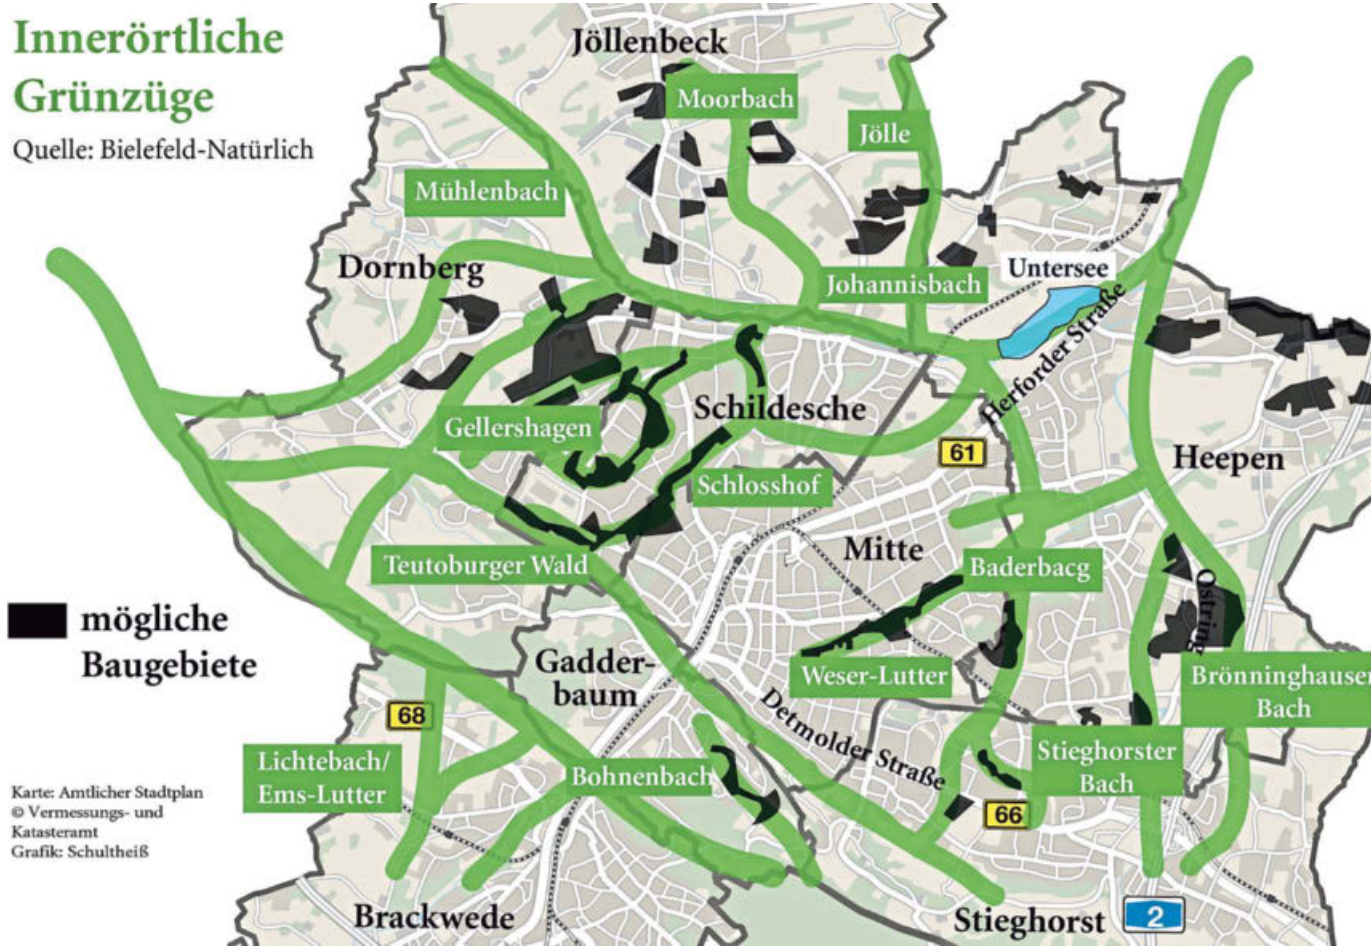 Innerörtliche
Grünzüge
Quelle: Bielefeld-Natürlich
Jöllenbeck
Moorbach
Jölle
Mühlenbach
Dornberg
Untersee
Johannisbach
Herforder Straße
Gellershagen
Schildesche
61
Heepen
Schlosshof
Mitte
Teutoburger Wald
Baderbacg
Ostring
mögliche
Baugebiete
Gadder-
baum
Weser-Lutter
Brönninghauser
Bach
68
Detmolder Straße
Lichtebach/
Ems-Lutter
Bohnenbach
Stieghorster
Bach
66
Karte: Amtlicher Stadtplan
© Vermessungs- und
Katasteramt
Grafik: Schultheiß
Brackwede
Stieghorst
2